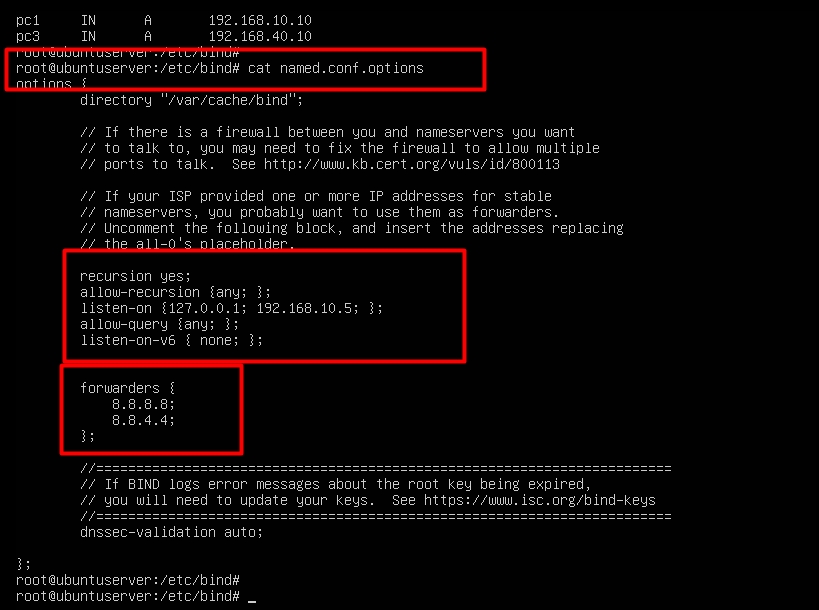 pc1     IN      A       192.168.10.10
pc3     IN      A       192.168.40.10
root@ubuntuserver:/etc/bind#
root@ubuntuserver:/etc/bind# cat named.conf.options
options {
        directory "/var/cache/bind";

        // If there is a firewall between you and nameservers you want
        // to talk to, you may need to fix the firewall to allow multiple
        // ports to talk.  See http://www.kb.cert.org/vuls/id/800113

        // If your ISP provided one or more IP addresses for stable
        // nameservers, you probably want to use them as forwarders.
        // Uncomment the following block, and insert the addresses replacing
        // the all-0's placeholder.

        recursion yes;
        allow-recursion {any; };
        listen-on {127.0.0.1; 192.168.10.5; };
        allow-query {any; };
        listen-on-v6 { none; };

        forwarders {
            8.8.8.8;
            8.8.4.4;
        };

        //========================================================================
        // If BIND logs error messages about the root key being expired,
        // you will need to update your keys.  See https://www.isc.org/bind-keys
        //========================================================================
        dnssec-validation auto;

};
root@ubuntuserver:/etc/bind#
root@ubuntuserver:/etc/bind# _